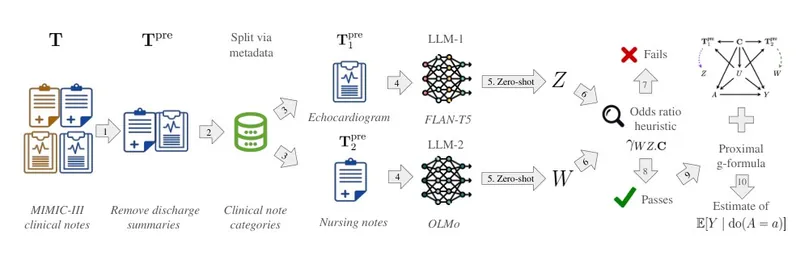 T
MIMIC-III
clinical notes
1
T^pre
Remove discharge
summaries
2
Split via
metadata
Clinical note
categories
3
3
T_1^pre
Echocardiogram
T_2^pre
Nursing notes
4
4
LLM-1
FLAN-T5
LLM-2
OLMo
5. Zero-shot
5. Zero-shot
Z
W
6
6
Fails
7
Odds ratio
heuristic
γ_WZ.C
8
Passes
9
T_1^pre C T_2^pre
Z U W
A Y
Proximal
g-formula
10
Estimate of
𝔼[Y | do(A = a)]